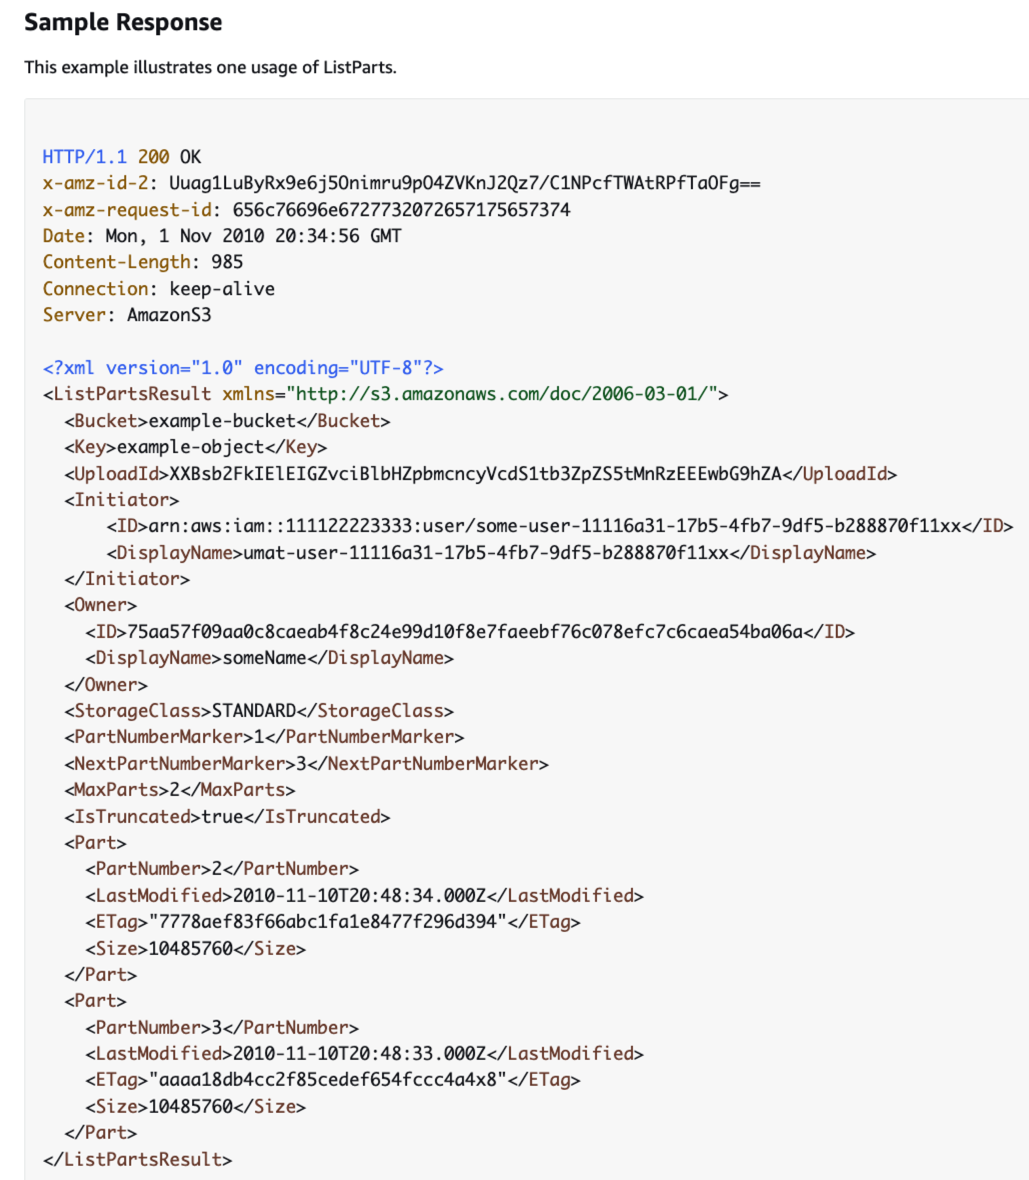 Sample Response
This example illustrates one usage of ListParts.
HTTP/1.1 200 OK
x-amz-id-2: Uuag1LuByRx9e6j5Onimru9pO4ZVKnJ2Qz7/C1NPcfTWAtRPfTaOFg==
x-amz-request-id: 656c76696e6727732072657175657374
Date: Mon, 1 Nov 2010 20:34:56 GMT
Content-Length: 985
Connection: keep-alive
Server: AmazonS3
<?xml version="1.0" encoding="UTF-8"?>
<ListPartsResult xmlns="http://s3.amazonaws.com/doc/2006-03-01/">
  <Bucket>example-bucket</Bucket>
  <Key>example-object</Key>
  <UploadId>XXBsb2FkIElEIGZvciBlbHZpbmcncyVcdS1tb3ZpZS5tMnRzEEEwbG9hZA</UploadId>
  <Initiator>
      <ID>arn:aws:iam::111122223333:user/some-user-11116a31-17b5-4fb7-9df5-b288870f11xx</ID>
      <DisplayName>umat-user-11116a31-17b5-4fb7-9df5-b288870f11xx</DisplayName>
  </Initiator>
  <Owner>
    <ID>75aa57f09aa0c8caeab4f8c24e99d10f8e7faeebf76c078efc7c6caea54ba06a</ID>
    <DisplayName>someName</DisplayName>
  </Owner>
  <StorageClass>STANDARD</StorageClass>
  <PartNumberMarker>1</PartNumberMarker>
  <NextPartNumberMarker>3</NextPartNumberMarker>
  <MaxParts>2</MaxParts>
  <IsTruncated>true</IsTruncated>
  <Part>
    <PartNumber>2</PartNumber>
    <LastModified>2010-11-10T20:48:34.000Z</LastModified>
    <ETag>"7778aef83f66abc1fa1e8477f296d394"</ETag>
    <Size>10485760</Size>
  </Part>
  <Part>
    <PartNumber>3</PartNumber>
    <LastModified>2010-11-10T20:48:33.000Z</LastModified>
    <ETag>"aaaa18db4cc2f85cedef654fccc4a4x8"</ETag>
    <Size>10485760</Size>
  </Part>
</ListPartsResult>